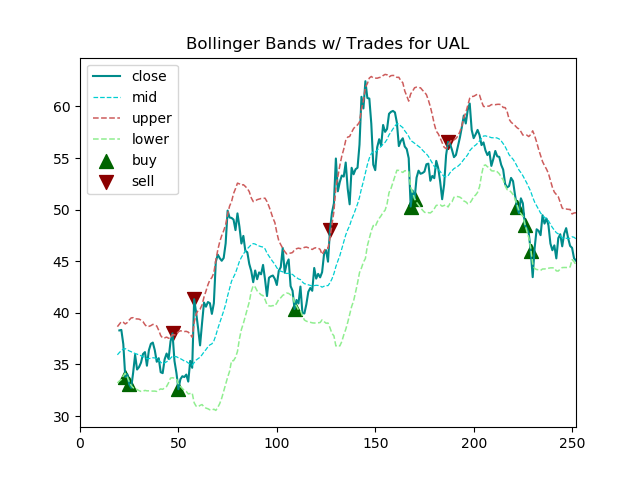 Bollinger Bands w/ Trades for UAL
close
mid
upper
lower
buy
sell
60
55
50
45
40
35
30
0 50 100 150 200 250